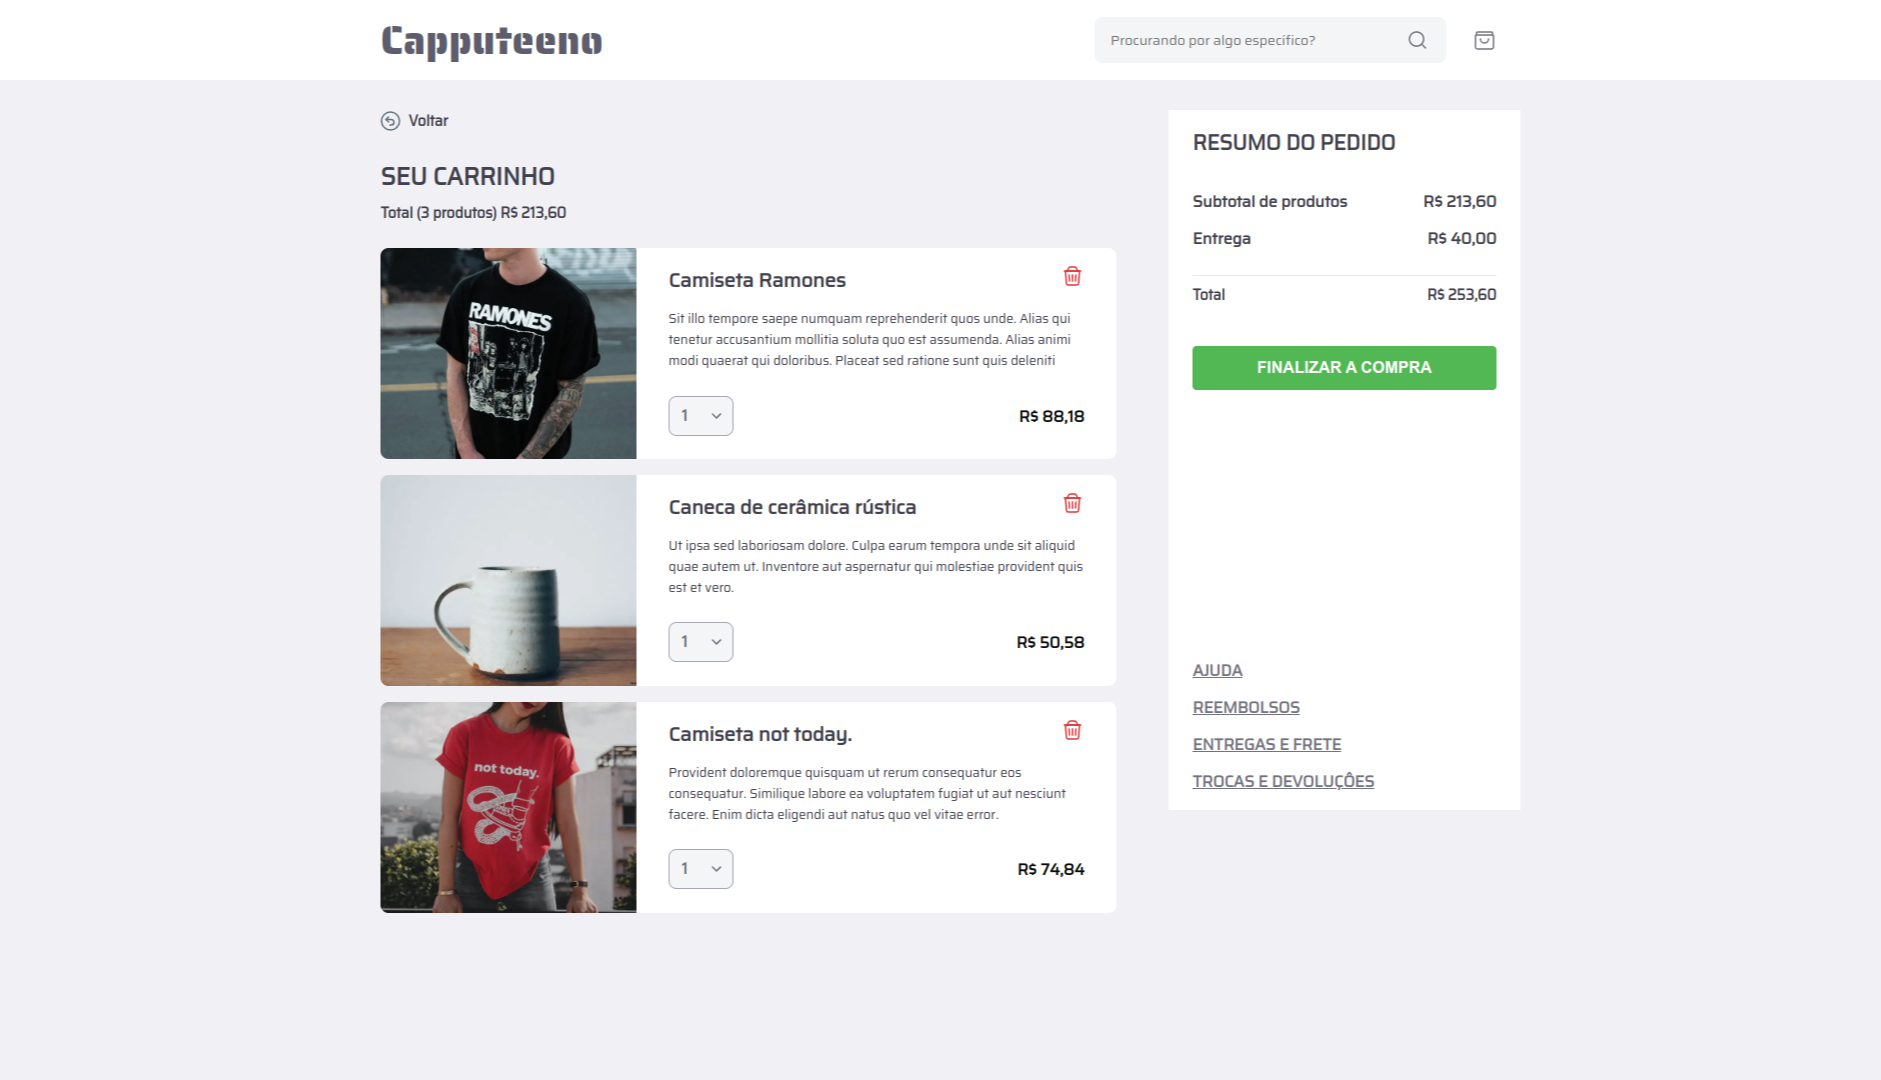 Capputeeno
Procurando por algo específico?
Voltar
SEU CARRINHO
Total (3 produtos) R$ 213,60
RAMONES
Camiseta Ramones
Sit illo tempore saepe numquam reprehenderit quos unde. Alias qui
tenetur accusantium mollitia soluta quo est assumenda. Alias animi
modi quaerat qui doloribus. Placeat sed ratione sunt quis deleniti
1
R$ 88,18
Caneca de cerâmica rústica
Ut ipsa sed laboriosam dolore. Culpa earum tempora unde sit aliquid
quae autem ut. Inventore aut aspernatur qui molestiae provident quis
est et vero.
1
R$ 50,58
not today.
Camiseta not today.
Provident doloremque quisquam ut rerum consequatur eos
consequatur. Similique labore ea voluptatem fugiat ut aut nesciunt
facere. Enim dicta eligendi aut natus quo vel vitae error.
1
R$ 74,84
RESUMO DO PEDIDO
Subtotal de produtos R$ 213,60
Entrega R$ 40,00
Total R$ 253,60
FINALIZAR A COMPRA
AJUDA
REEMBOLSOS
ENTREGAS E FRETE
TROCAS E DEVOLUÇÔES